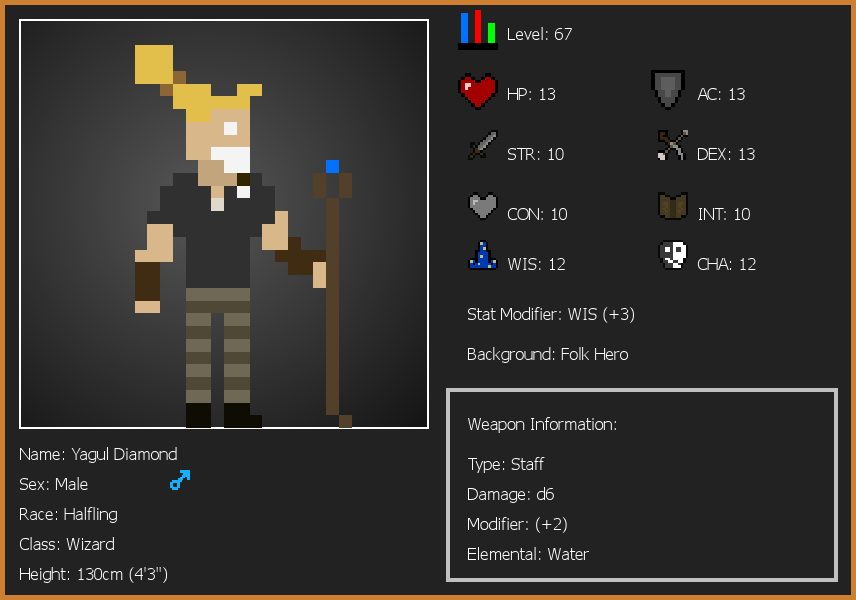 Level: 67
HP: 13
AC: 13
STR: 10
DEX: 13
CON: 10
INT: 10
WIS: 12
CHA: 12
Stat Modifier: WIS (+3)
Background: Folk Hero
Weapon Information:
Type: Staff
Damage: d6
Modifier: (+2)
Elemental: Water
Name: Yagul Diamond
Sex: Male
Race: Halfling
Class: Wizard
Height: 130cm (4'3")